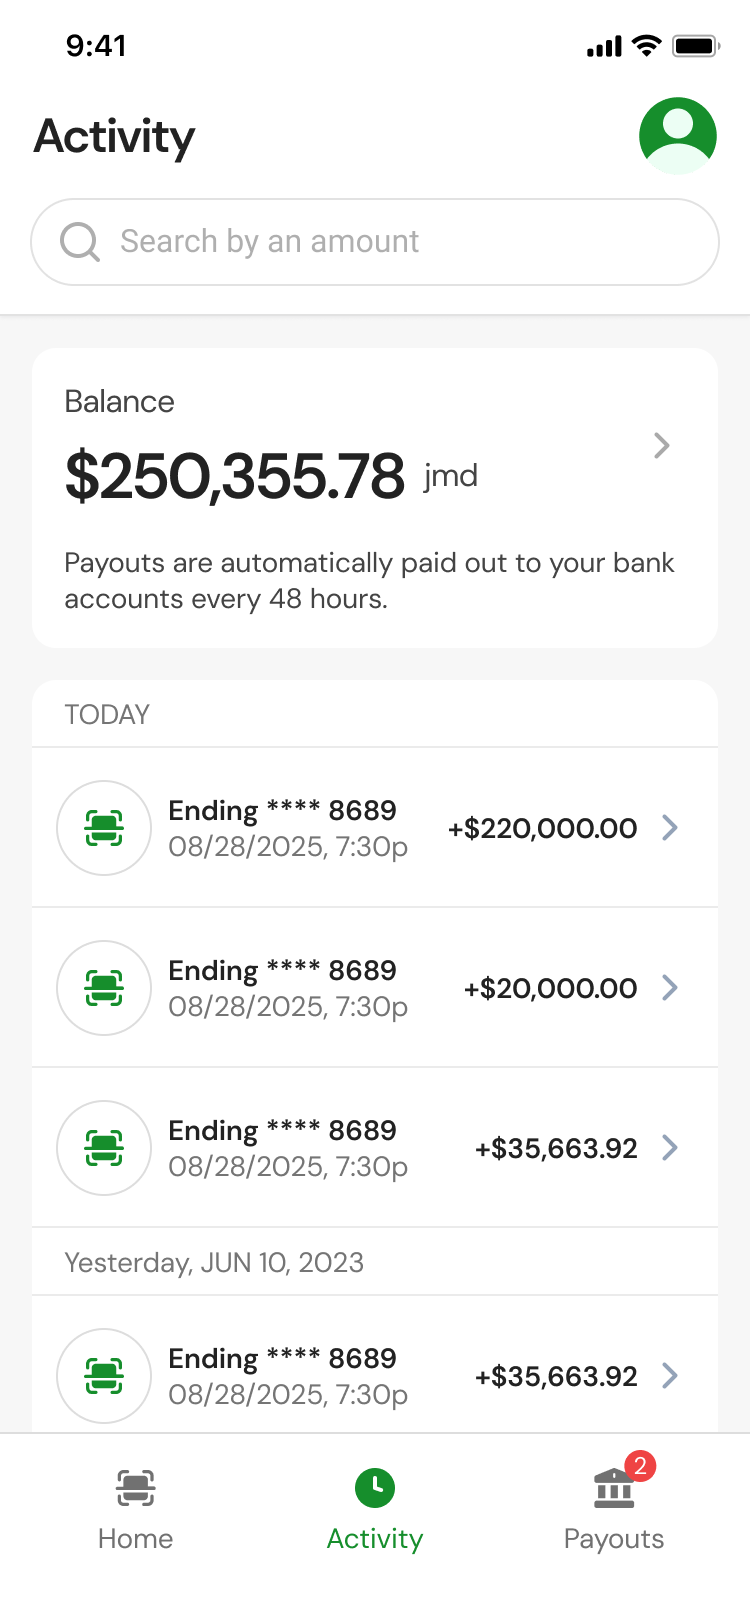 9:41
Activity
Search by an amount
Balance
$250,355.78 jmd
Payouts are automatically paid out to your bank
accounts every 48 hours.
TODAY
Ending **** 8689
08/28/2025, 7:30p
+$220,000.00
Ending **** 8689
08/28/2025, 7:30p
+$20,000.00
Ending **** 8689
08/28/2025, 7:30p
+$35,663.92
Yesterday, JUN 10, 2023
Ending **** 8689
08/28/2025, 7:30p
+$35,663.92
Home
Activity
2
Payouts